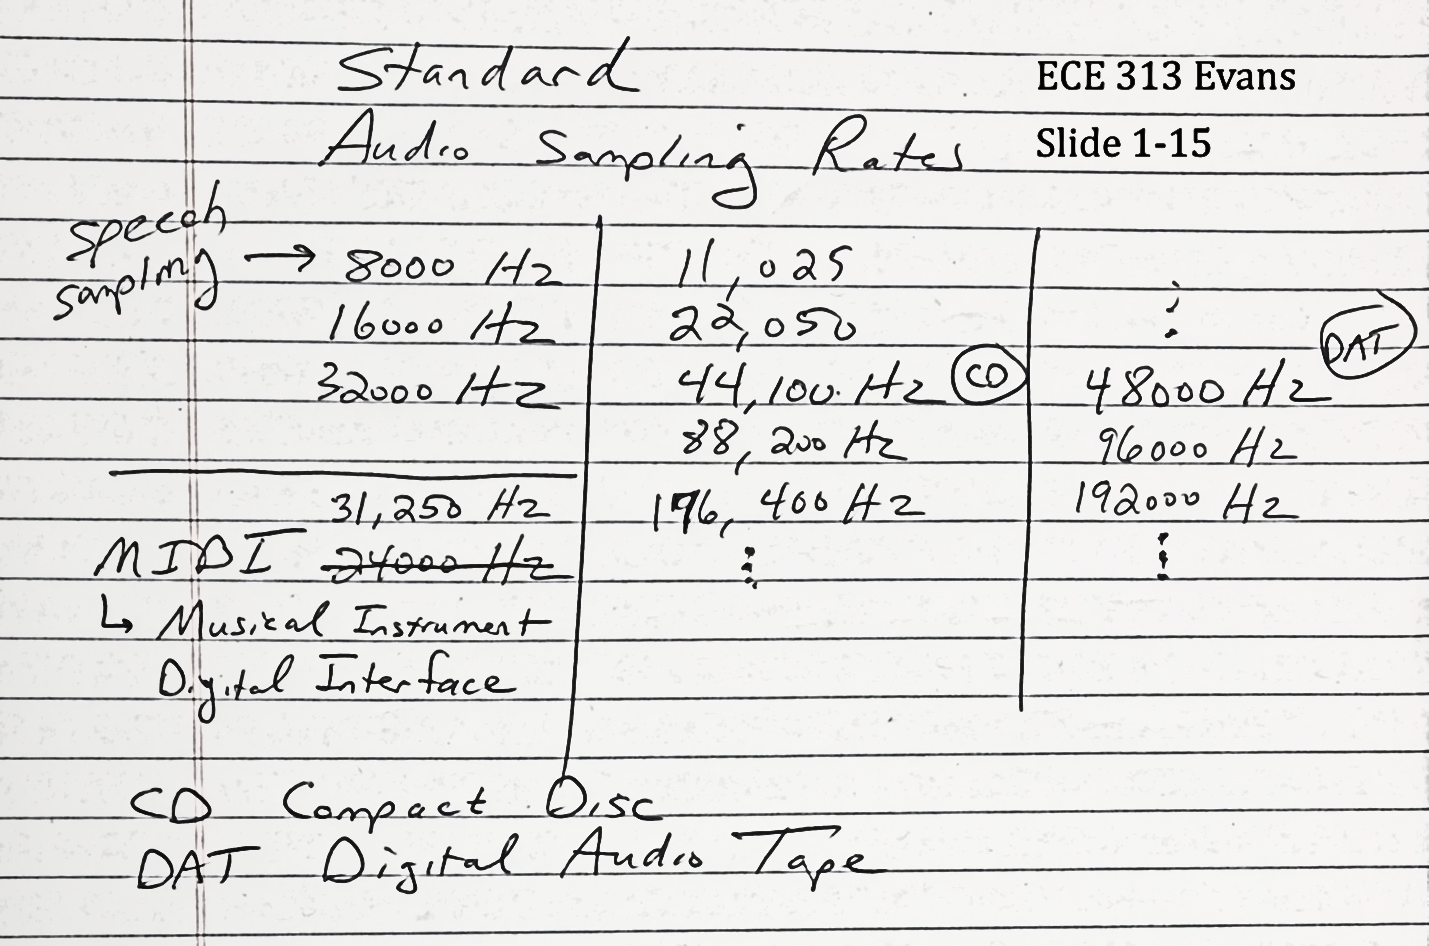 Standard
ECE 313 Evans
Audio Sampling Rates
Slide 1-15
speech
sampling → 8000 Hz
16000 Hz
32000 Hz
31,250 Hz
MIDI 24000 Hz
↳ Musical Instrument
Digital Interface
11,025
22,050
44,100 Hz CD
88,200 Hz
176,400 Hz
⋮
⋮
DAT
48000 Hz
96000 Hz
192000 Hz
⋮
CD Compact Disc
DAT Digital Audio Tape